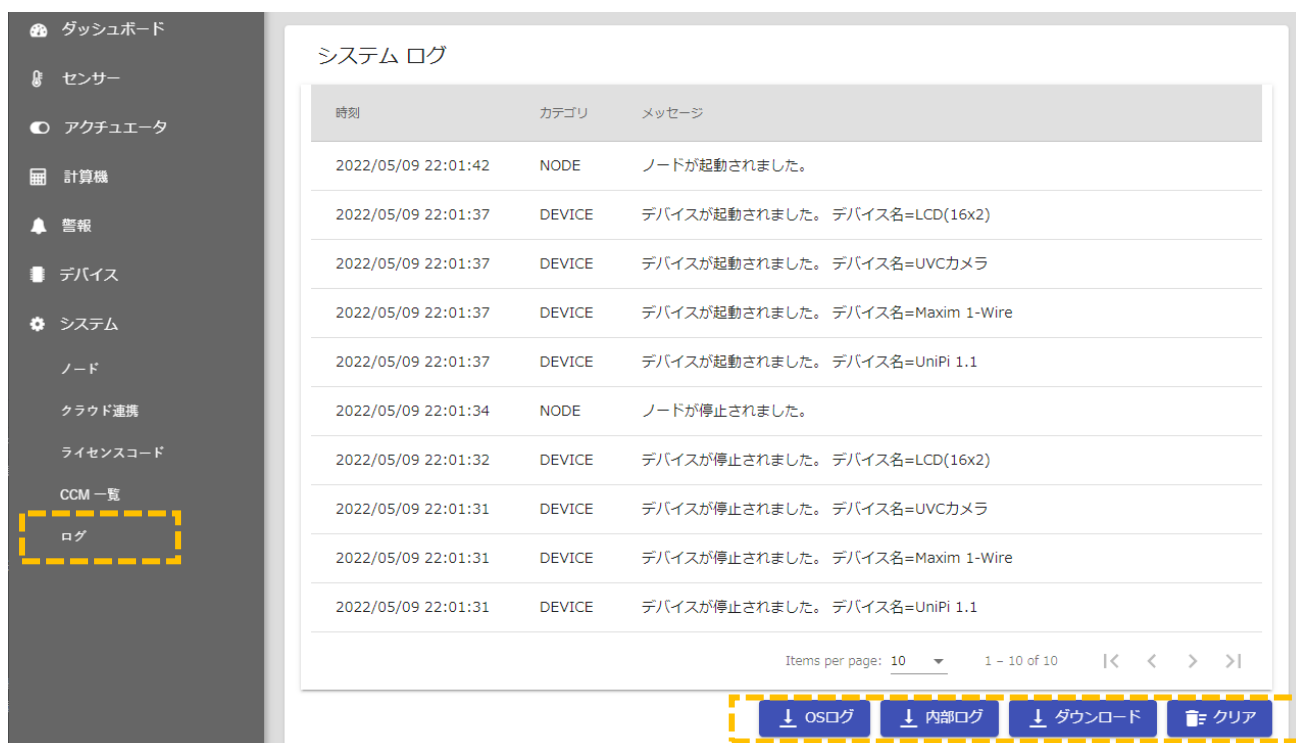 ダッシュボード
センサー
アクチュエータ
計算機
警報
デバイス
システム
ノード
クラウド連携
ライセンスコード
CCM 一覧
ログ
システム ログ
時刻 カテゴリ メッセージ
2022/05/09 22:01:42 NODE ノードが起動されました。
2022/05/09 22:01:37 DEVICE デバイスが起動されました。 デバイス名=LCD(16x2)
2022/05/09 22:01:37 DEVICE デバイスが起動されました。 デバイス名=UVCカメラ
2022/05/09 22:01:37 DEVICE デバイスが起動されました。 デバイス名=Maxim 1-Wire
2022/05/09 22:01:37 DEVICE デバイスが起動されました。 デバイス名=UniPi 1.1
2022/05/09 22:01:34 NODE ノードが停止されました。
2022/05/09 22:01:32 DEVICE デバイスが停止されました。 デバイス名=LCD(16x2)
2022/05/09 22:01:31 DEVICE デバイスが停止されました。 デバイス名=UVCカメラ
2022/05/09 22:01:31 DEVICE デバイスが停止されました。 デバイス名=Maxim 1-Wire
2022/05/09 22:01:31 DEVICE デバイスが停止されました。 デバイス名=UniPi 1.1
Items per page: 10 1 – 10 of 10
OSログ 内部ログ ダウンロード クリア